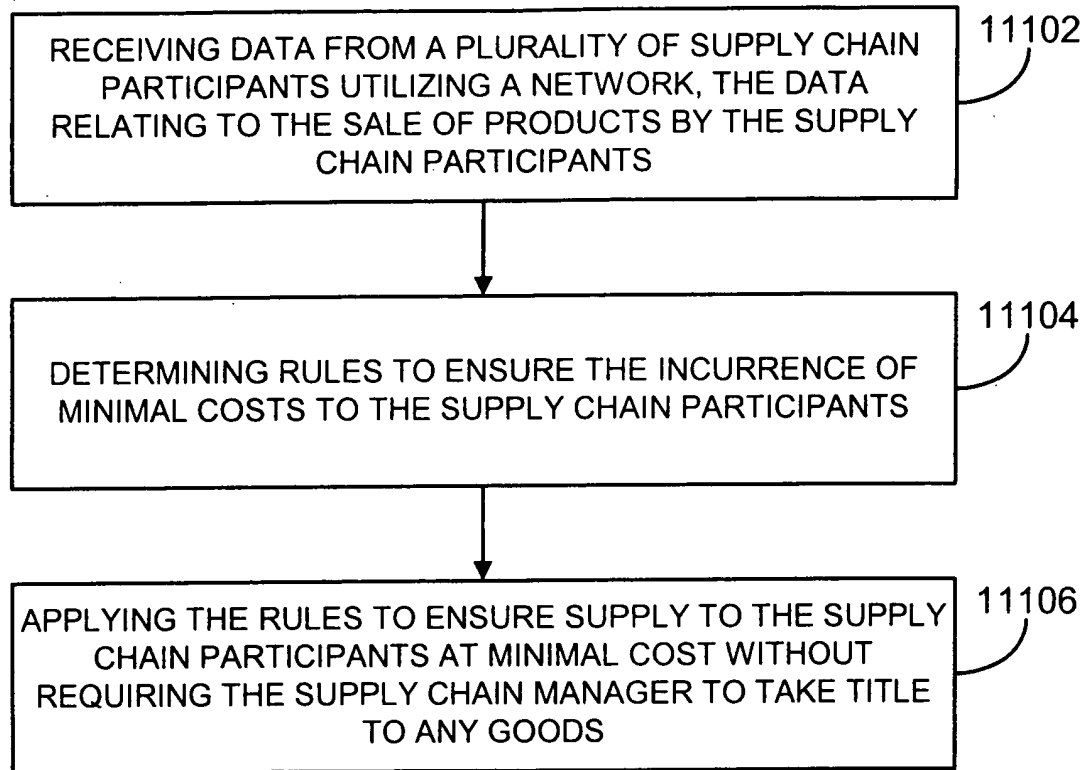 RECEIVING DATA FROM A PLURALITY OF SUPPLY CHAIN
PARTICIPANTS UTILIZING A NETWORK, THE DATA
RELATING TO THE SALE OF PRODUCTS BY THE SUPPLY
CHAIN PARTICIPANTS
11102
DETERMINING RULES TO ENSURE THE INCURRENCE OF
MINIMAL COSTS TO THE SUPPLY CHAIN PARTICIPANTS
11104
APPLYING THE RULES TO ENSURE SUPPLY TO THE SUPPLY
CHAIN PARTICIPANTS AT MINIMAL COST WITHOUT
REQUIRING THE SUPPLY CHAIN MANAGER TO TAKE TITLE
TO ANY GOODS
11106